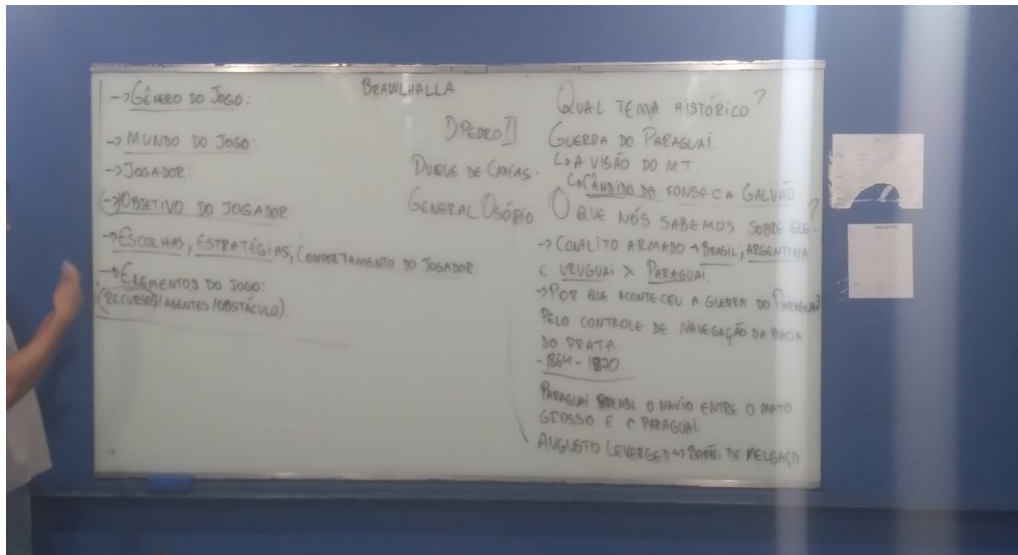 →Gênero do Jogo:
→Mundo do Jogo:
→Jogador:
→Objetivo do Jogador
→Escolhas, Estratégias, Comportamento do Jogador:
→Elementos do Jogo:
(Recursos/Agentes/Obstáculo)
Brawlhalla
D.Pedro II
Duque de Caxias.
General Osório
Qual tema histórico?
Guerra do Paraguai.
↳A visão do MT.
↳Cândido da Fonseca Galvão
O que nós sabemos sobre ele?
→Conflito armado → Brasil, Argentina
e Uruguai X Paraguai.
→Por que aconteceu a Guerra do Paraguai?
Pelo controle de navegação da Bacia
do Prata.
-1864-1870
Paraguai prende o navio entre o Mato
Grosso e o Paraguai.
Augusto Leverger → Barão de Melgaço